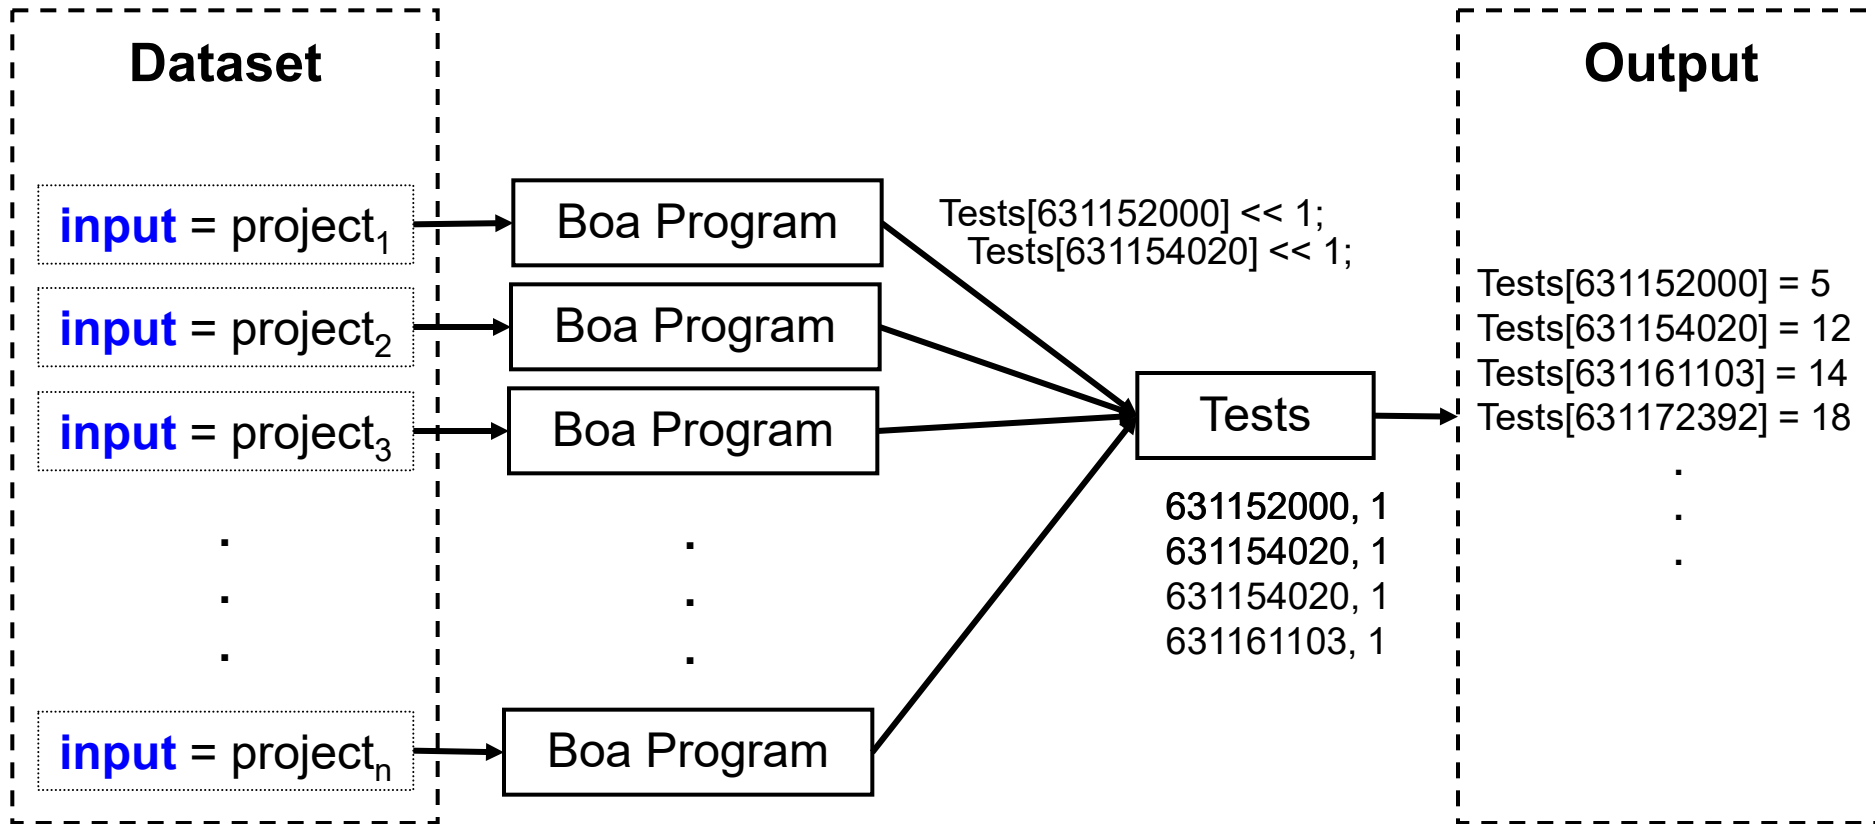 Dataset
input = project1
input = project2
input = project3
.
.
.
input = projectn
Boa Program
Boa Program
Boa Program
.
.
.
Boa Program
Tests[631152000] << 1;
Tests[631154020] << 1;
Tests
631152000, 1
631154020, 1
631154020, 1
631161103, 1
Output
Tests[631152000] = 5
Tests[631154020] = 12
Tests[631161103] = 14
Tests[631172392] = 18
.
.
.